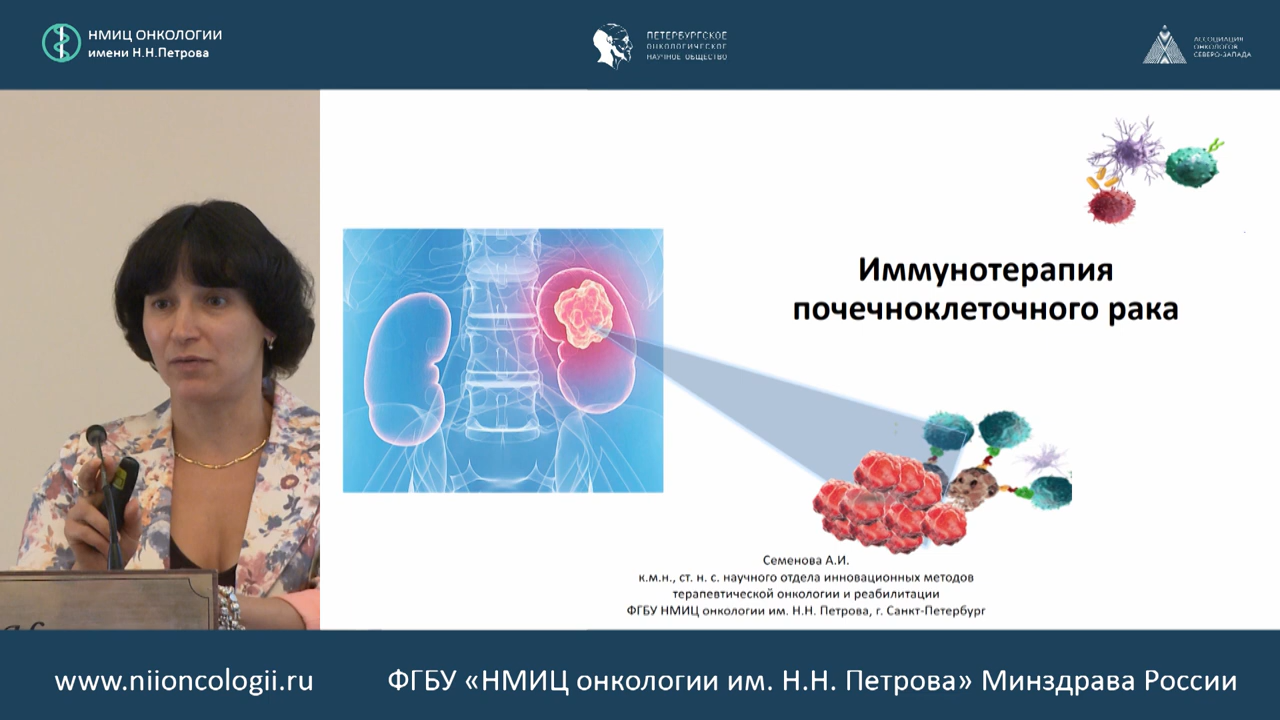 НМИЦ ОНКОЛОГИИ
имени Н.Н.Петрова
ПЕТЕРБУРГСКОЕ
ОНКОЛОГИЧЕСКОЕ
НАУЧНОЕ ОБЩЕСТВО
АССОЦИАЦИЯ
ОНКОЛОГОВ
СЕВЕРО-ЗАПАДА
Иммунотерапия
почечноклеточного рака
Семенова А.И.
к.м.н., ст. н. с. научного отдела инновационных методов
терапевтической онкологии и реабилитации
ФГБУ НМИЦ онкологии им. Н.Н. Петрова, г. Санкт-Петербург
www.niioncologii.ru
ФГБУ «НМИЦ онкологии им. Н.Н. Петрова» Минздрава России